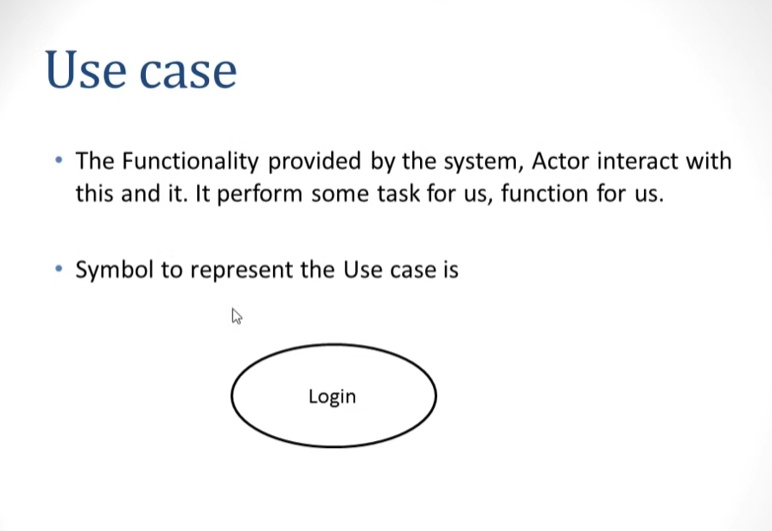 Use case
• The Functionality provided by the system, Actor interact with
this and it. It perform some task for us, function for us.
• Symbol to represent the Use case is
Login